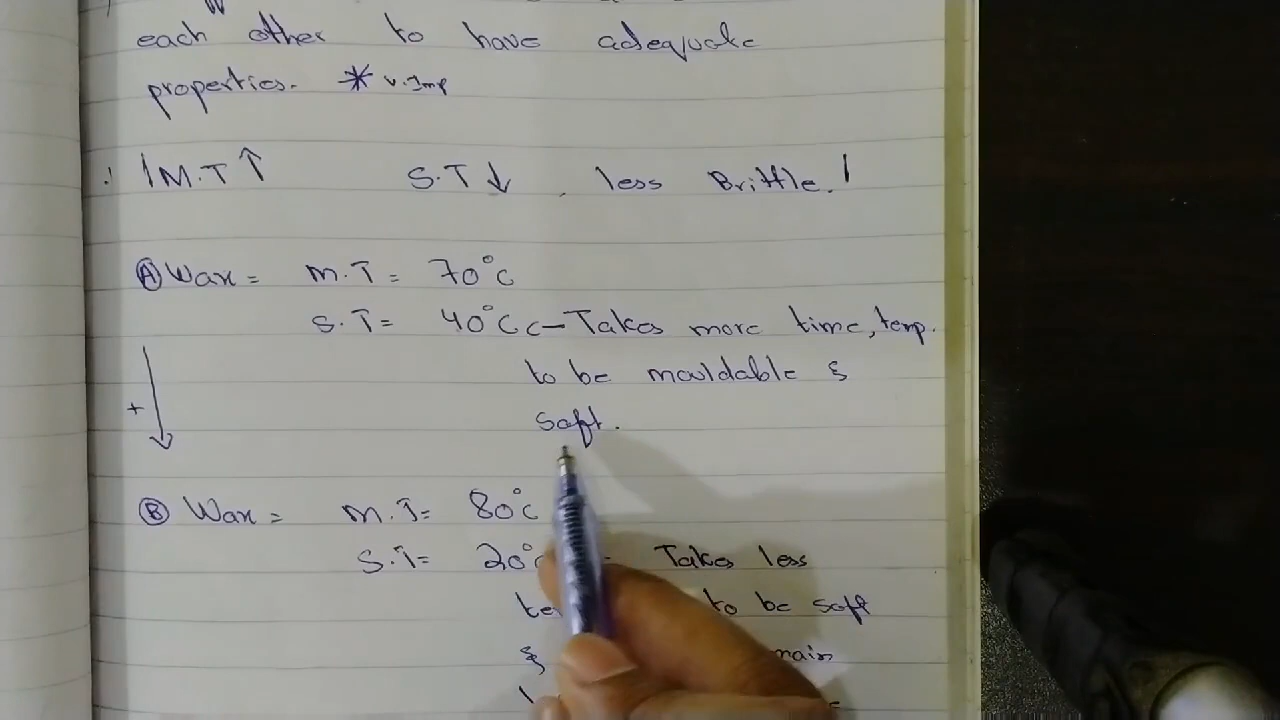 each other to have adequate
properties. * v.Imp
∴ M.T ↑ S.T ↓ , less Brittle.
Ⓐ Wax = M.T = 70°C
S.T = 40°C - Takes more time, temp.
to be mouldable &
soft.
+
Ⓑ Wax = M.T = 80°C
S.T = 20° - Takes less
to be soft
&